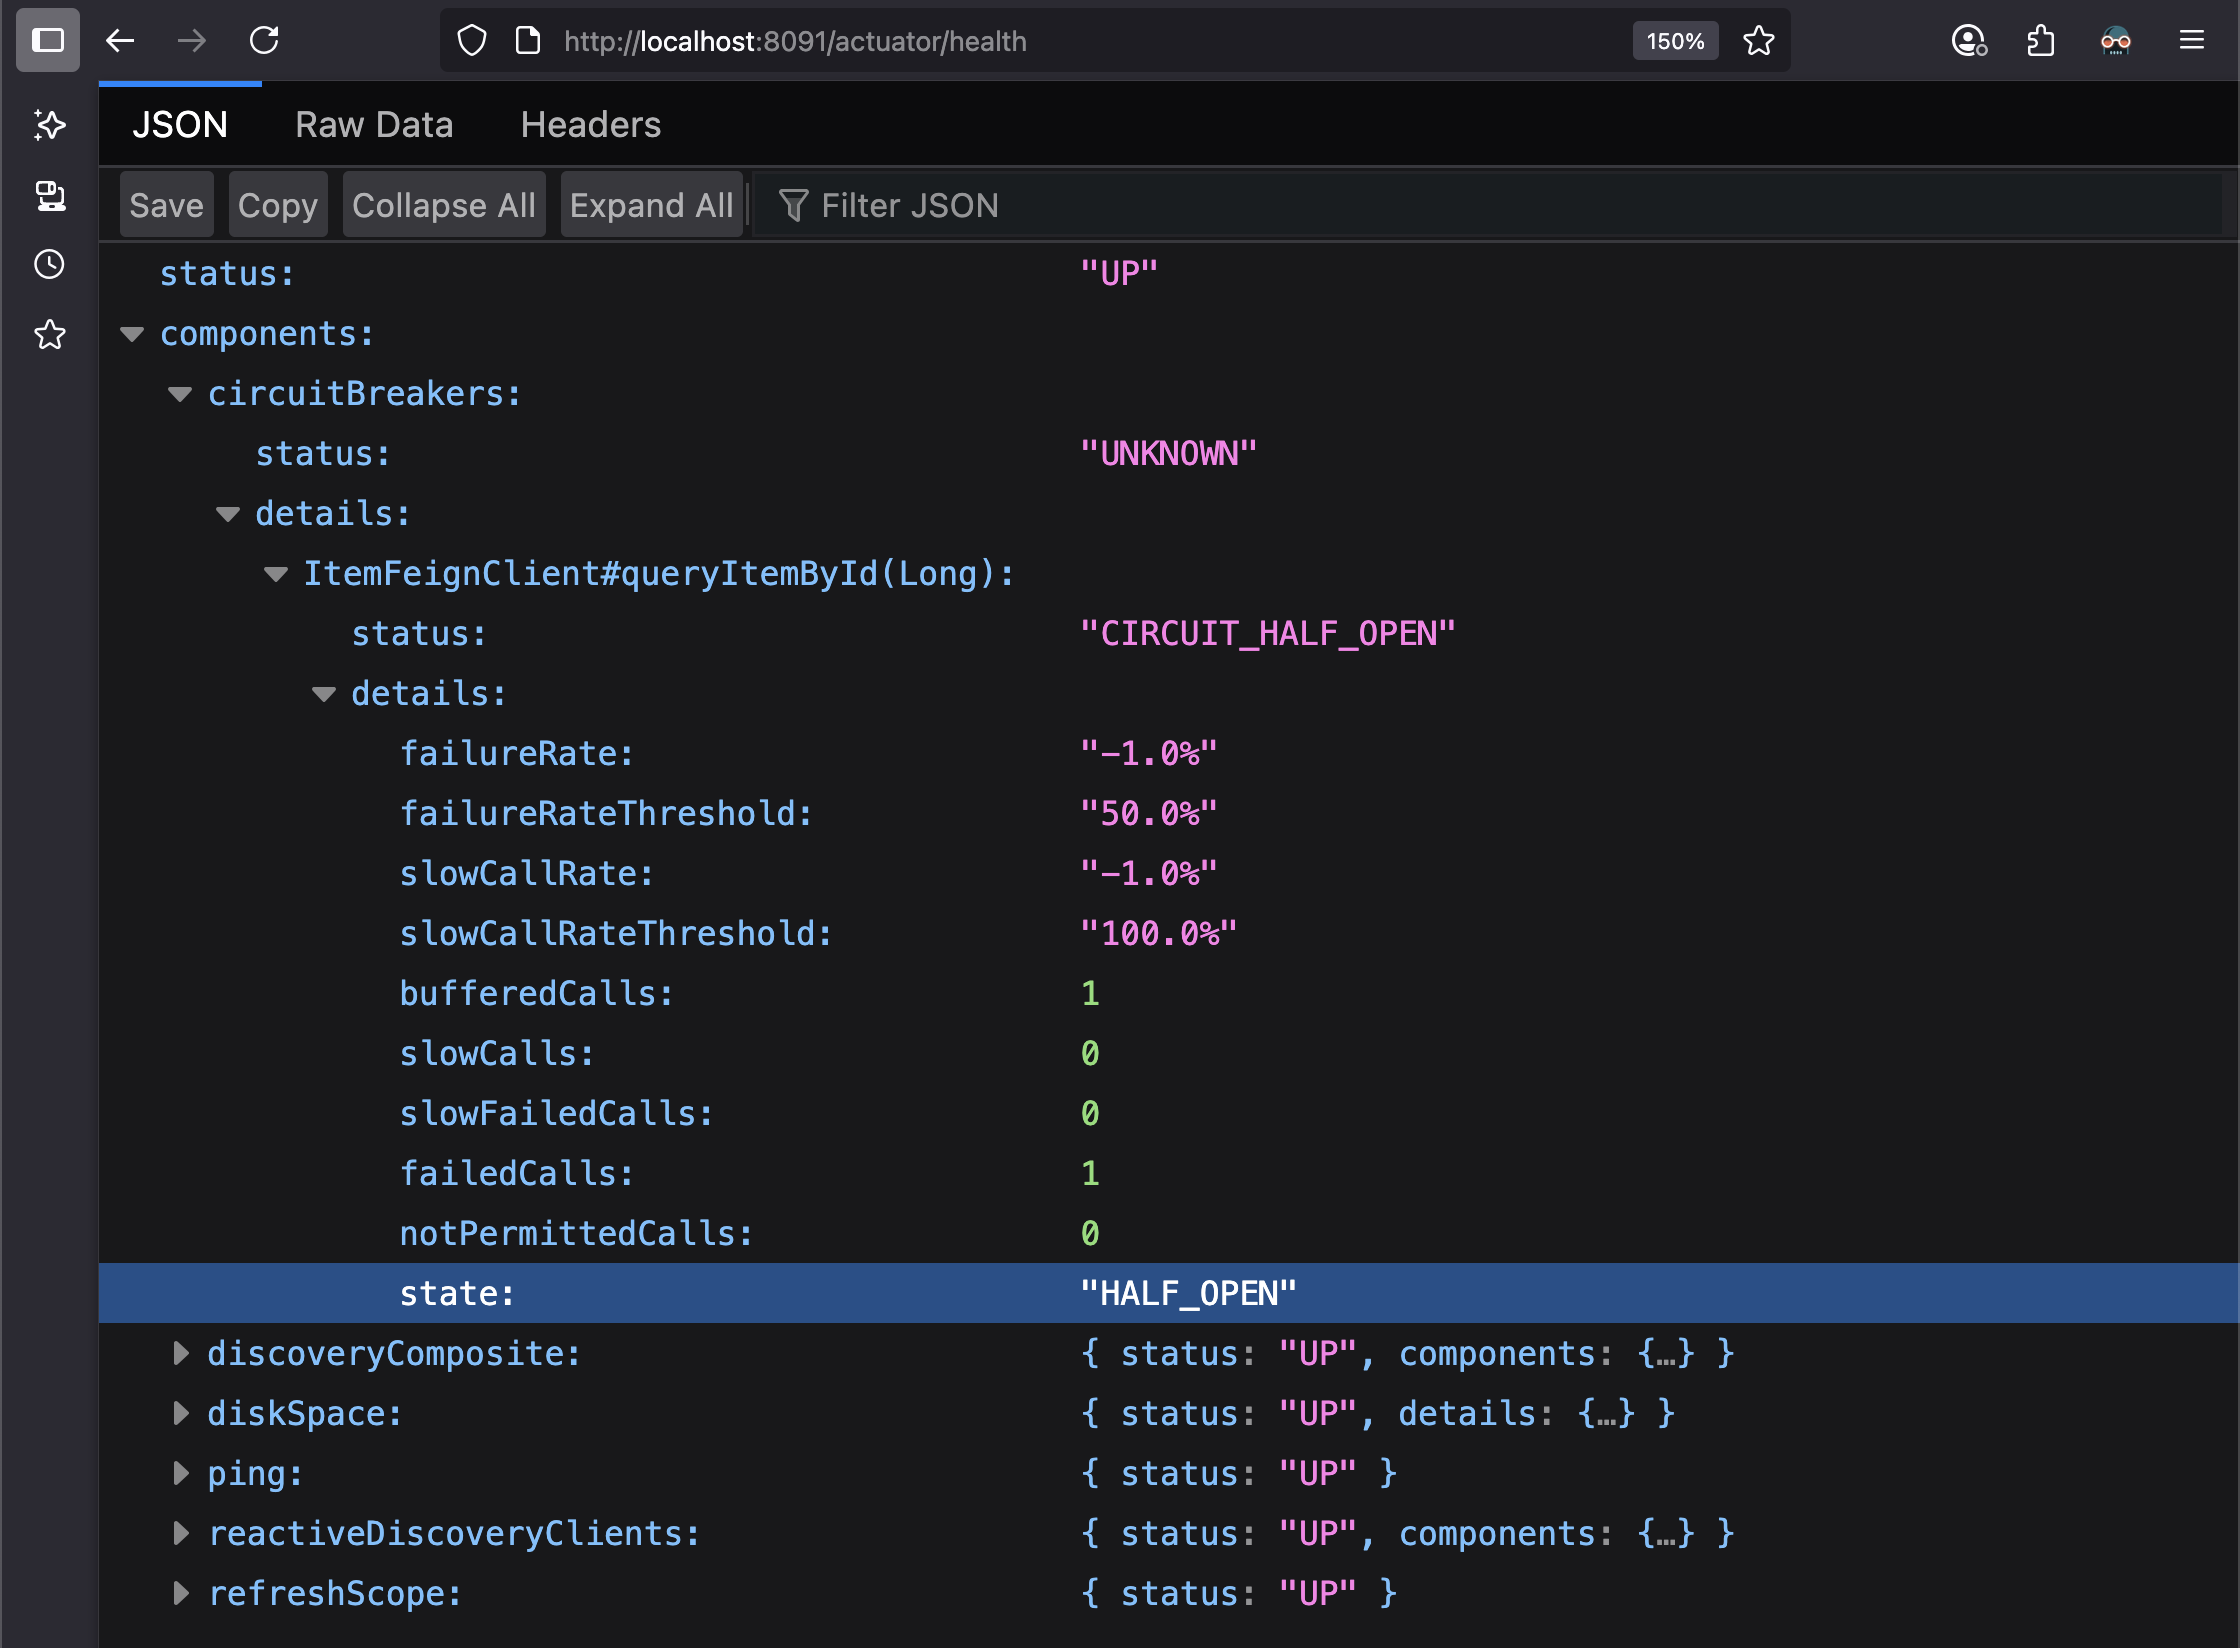 http://localhost:8091/actuator/health 150%
JSON Raw Data Headers
Save Copy Collapse All Expand All Filter JSON
status: "UP"
components:
circuitBreakers:
status: "UNKNOWN"
details:
ItemFeignClient#queryItemById(Long):
status: "CIRCUIT_HALF_OPEN"
details:
failureRate: "-1.0%"
failureRateThreshold: "50.0%"
slowCallRate: "-1.0%"
slowCallRateThreshold: "100.0%"
bufferedCalls: 1
slowCalls: 0
slowFailedCalls: 0
failedCalls: 1
notPermittedCalls: 0
state: "HALF_OPEN"
discoveryComposite: { status: "UP", components: {…} }
diskSpace: { status: "UP", details: {…} }
ping: { status: "UP" }
reactiveDiscoveryClients: { status: "UP", components: {…} }
refreshScope: { status: "UP" }